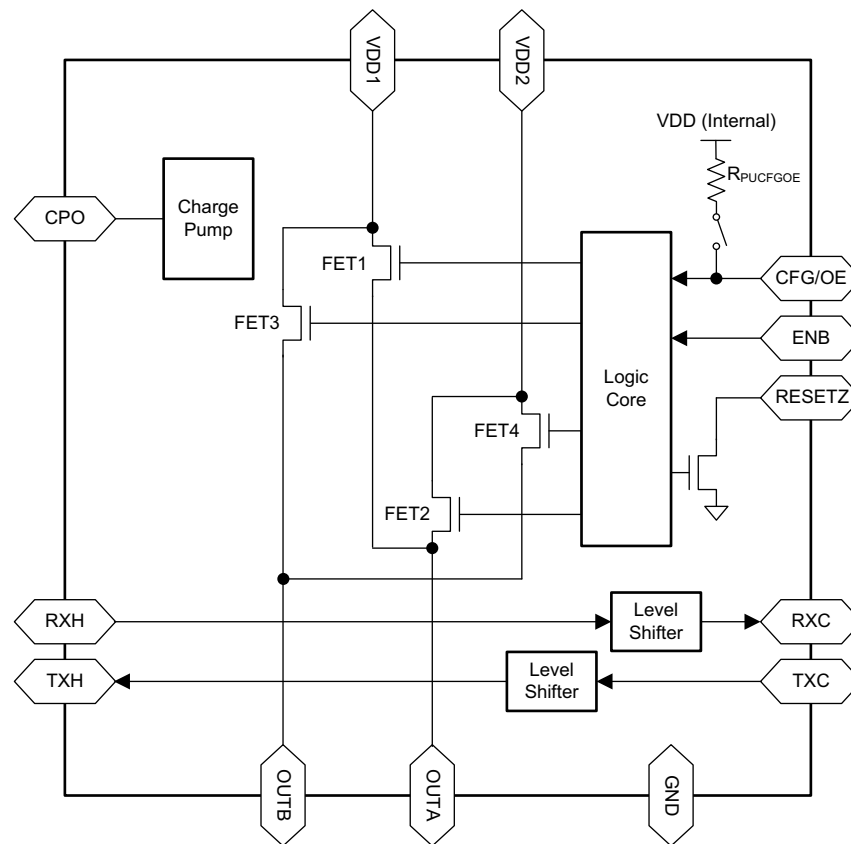 VDD1
VDD2
VDD (Internal)
RPUCFGOE
CPO
Charge
Pump
FET1
CFG/OE
FET3
ENB
Logic
Core
RESETZ
FET4
FET2
RXH
Level
Shifter
RXC
TXH
Level
Shifter
TXC
OUTB
OUTA
GND